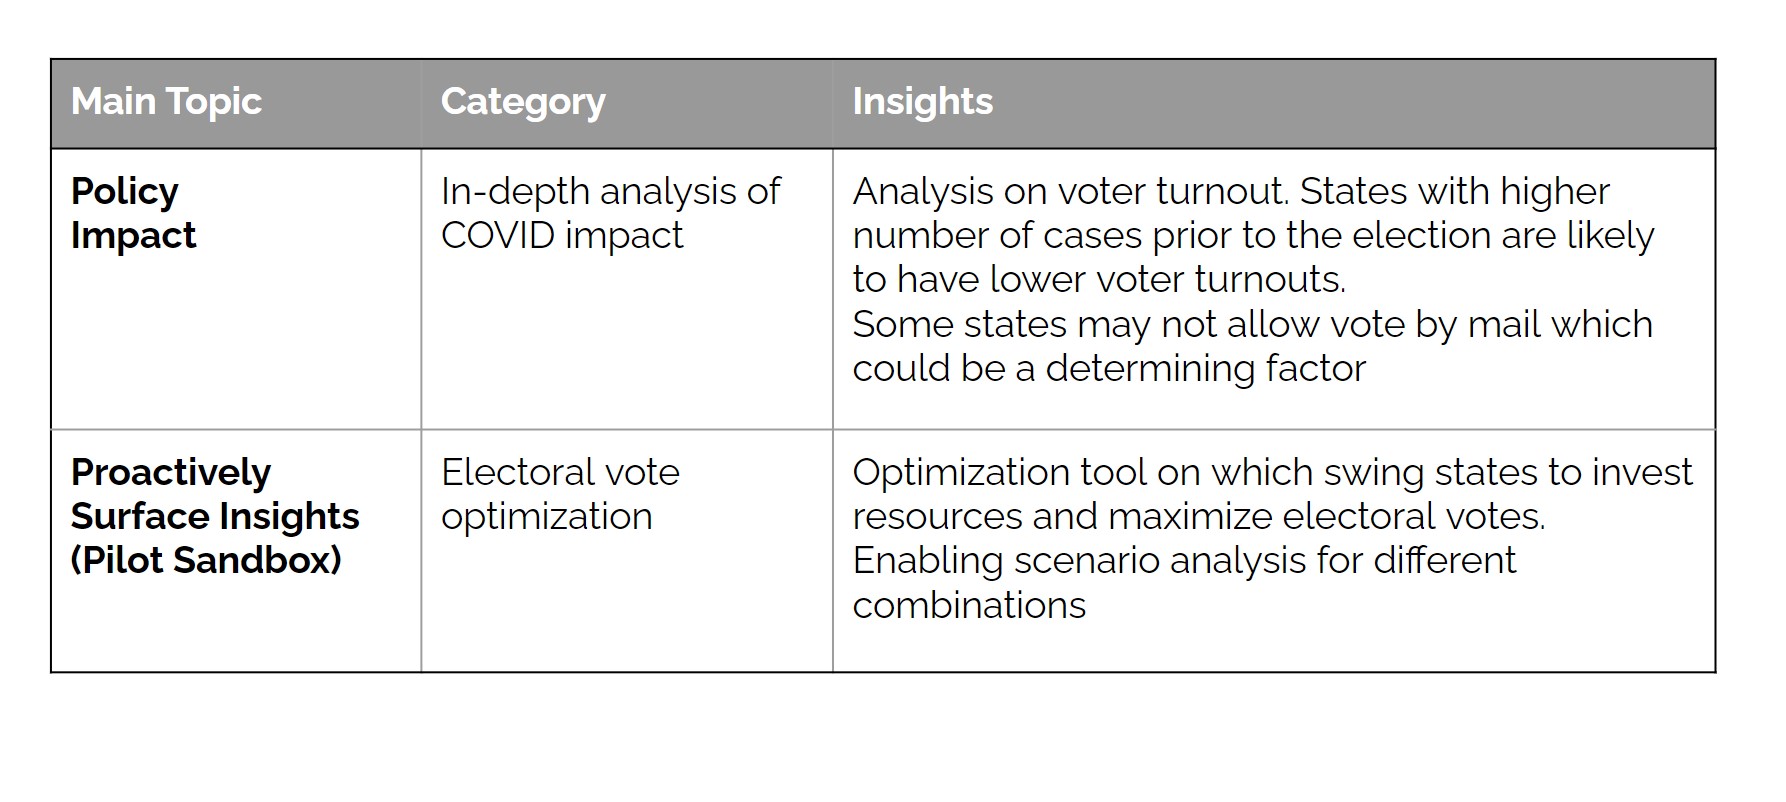 Main Topic
Category
Insights
Policy
Impact
In-depth analysis of
COVID impact
Analysis on voter turnout. States with higher
number of cases prior to the election are likely
to have lower voter turnouts.
Some states may not allow vote by mail which
could be a determining factor
Proactively
Surface Insights
(Pilot Sandbox)
Electoral vote
optimization
Optimization tool on which swing states to invest
resources and maximize electoral votes.
Enabling scenario analysis for different
combinations